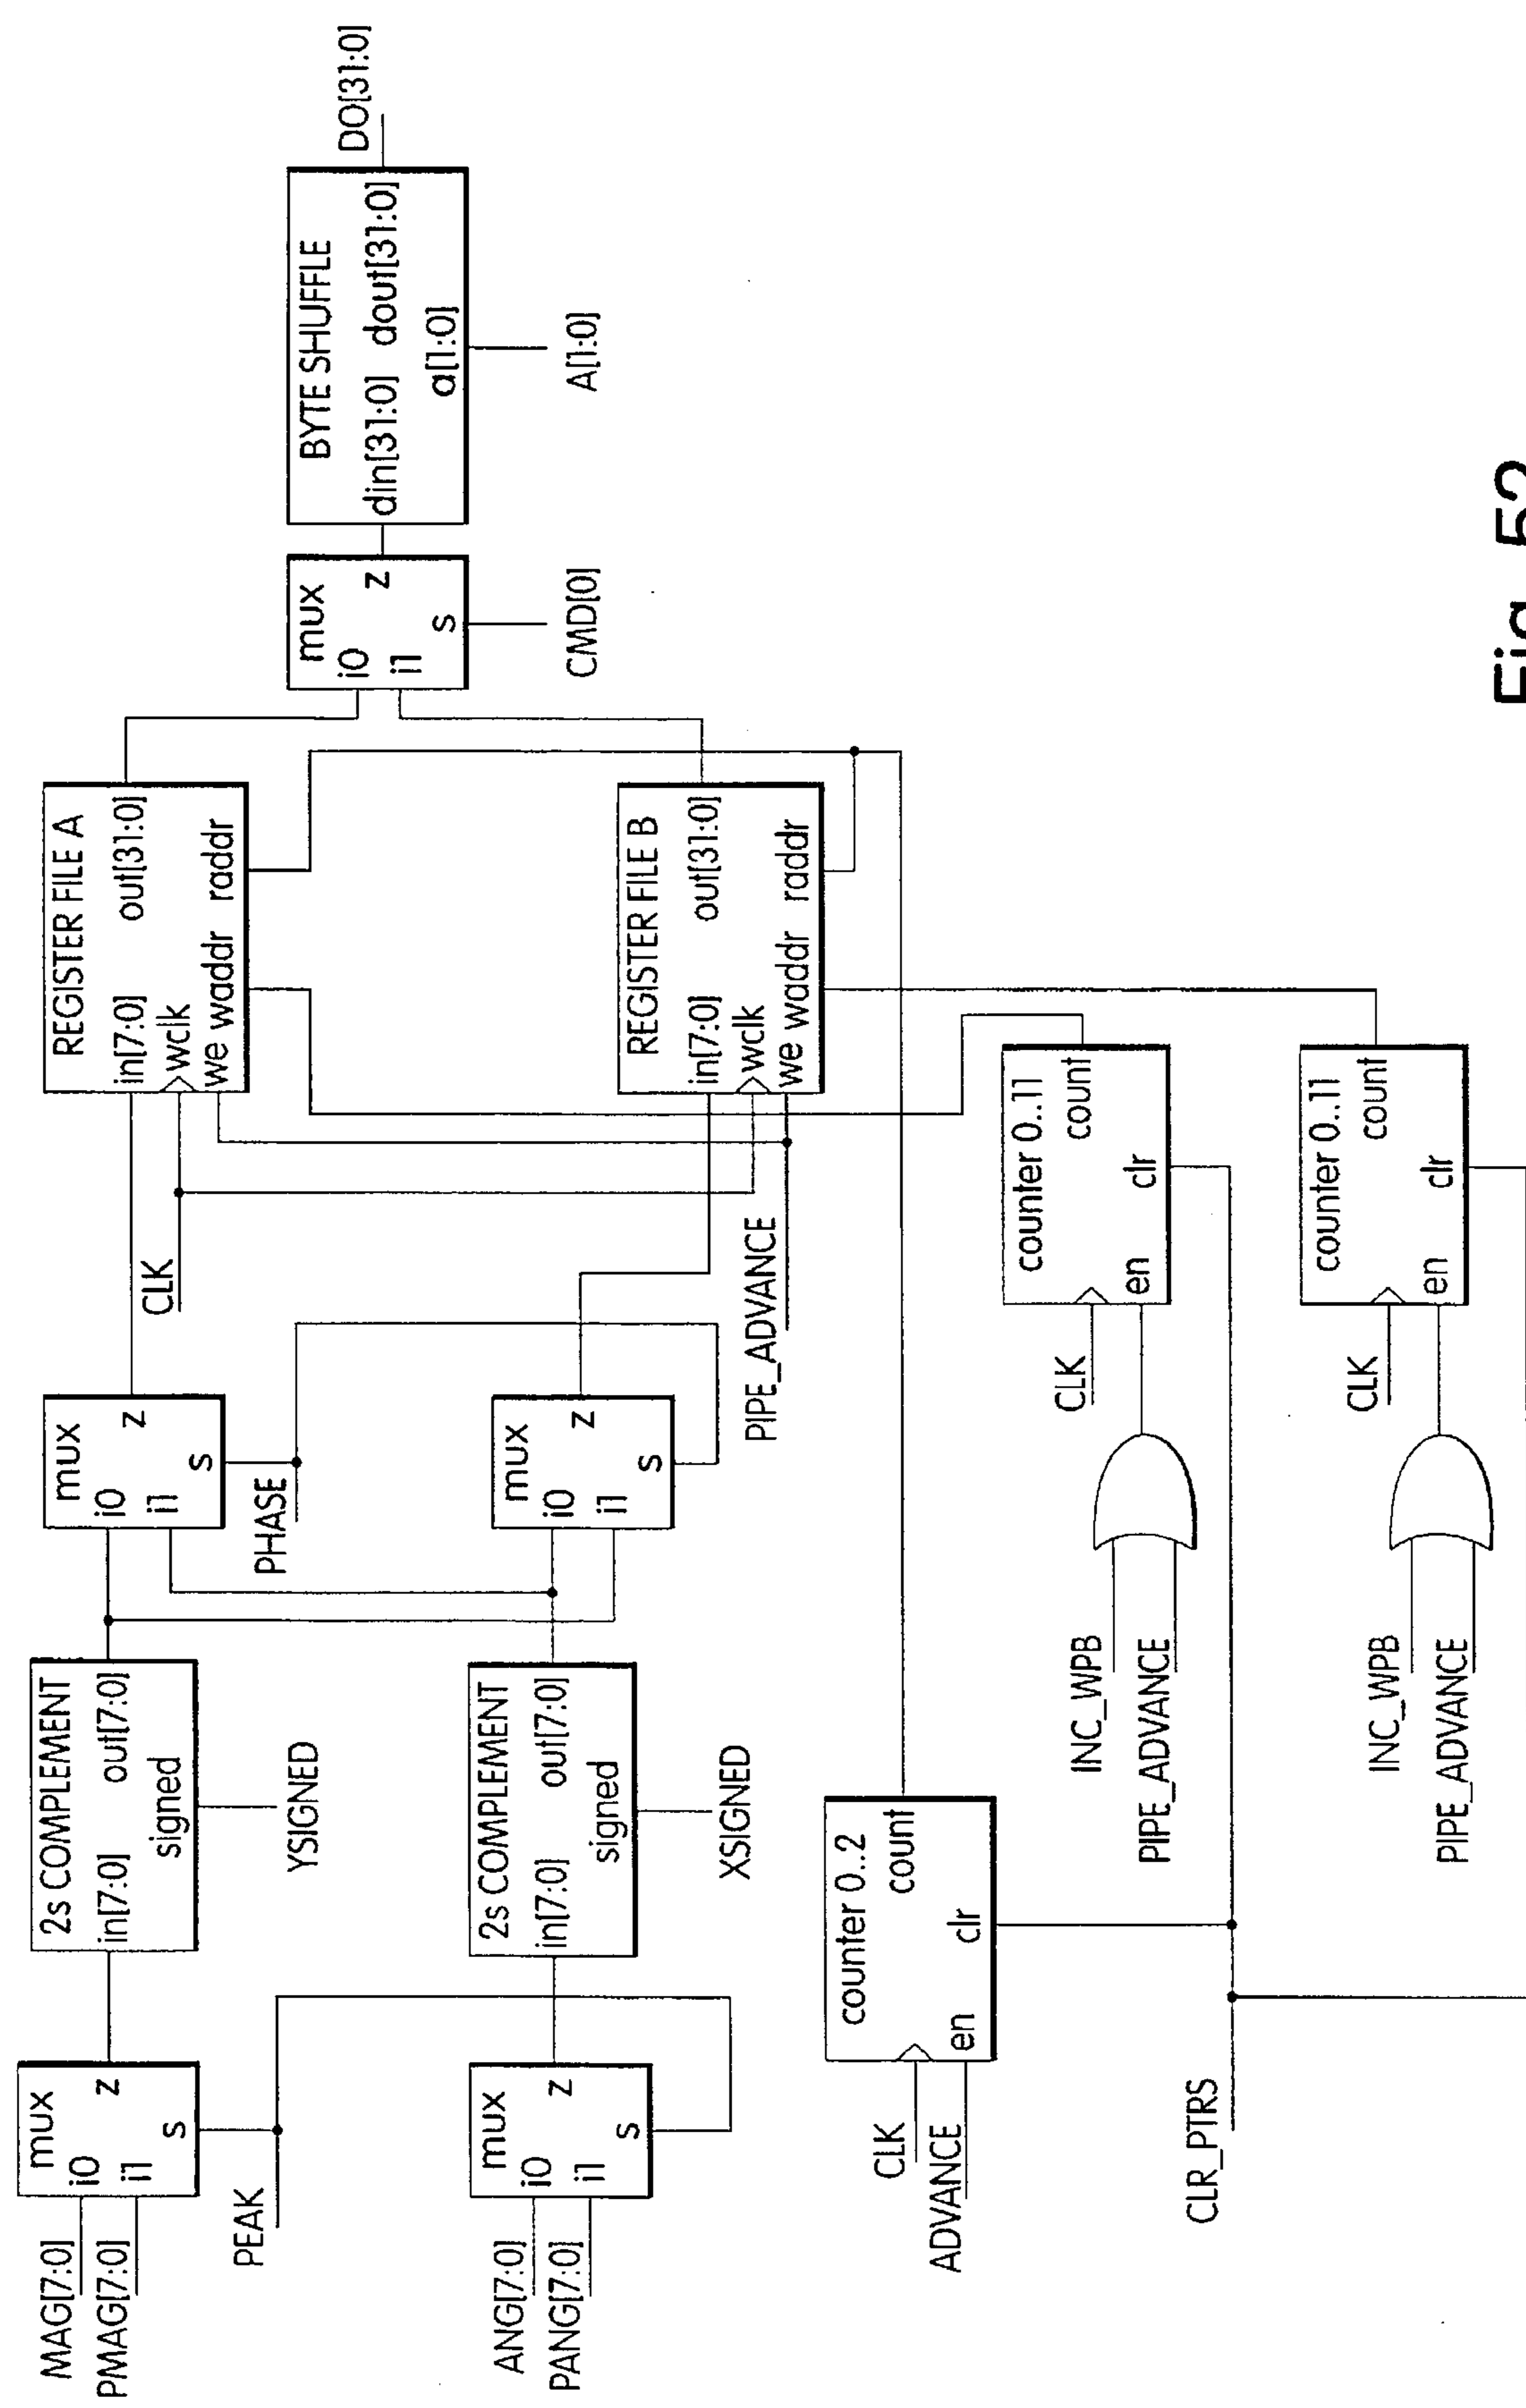 MAG[7:0]
PMAG[7:0]
mux
i0
i1
z
s
PEAK
ANG[7:0]
PANG[7:0]
mux
i0
i1
z
s
2s COMPLEMENT
in[7:0] out[7:0]
signed
YSIGNED
2s COMPLEMENT
in[7:0] out[7:0]
signed
XSIGNED
mux
i0
i1
z
s
PHASE
mux
i0
i1
z
s
CLK
PIPE_ADVANCE
REGISTER FILE A
in[7:0] out[31:0]
wclk
we waddr raddr
REGISTER FILE B
in[7:0] out[31:0]
wclk
we waddr raddr
mux
i0
i1
z
s
CMD[0]
BYTE SHUFFLE
din[31:0] dout[31:0]
a[1:0]
A[1:0]
DO[31:0]
CLK
ADVANCE
counter 0..2
count
en
clr
CLR_PTRS
INC_WPB
PIPE_ADVANCE
CLK
counter 0..11
count
en
clr
INC_WPB
PIPE_ADVANCE
CLK
counter 0..11
count
en
clr
Fig. 52